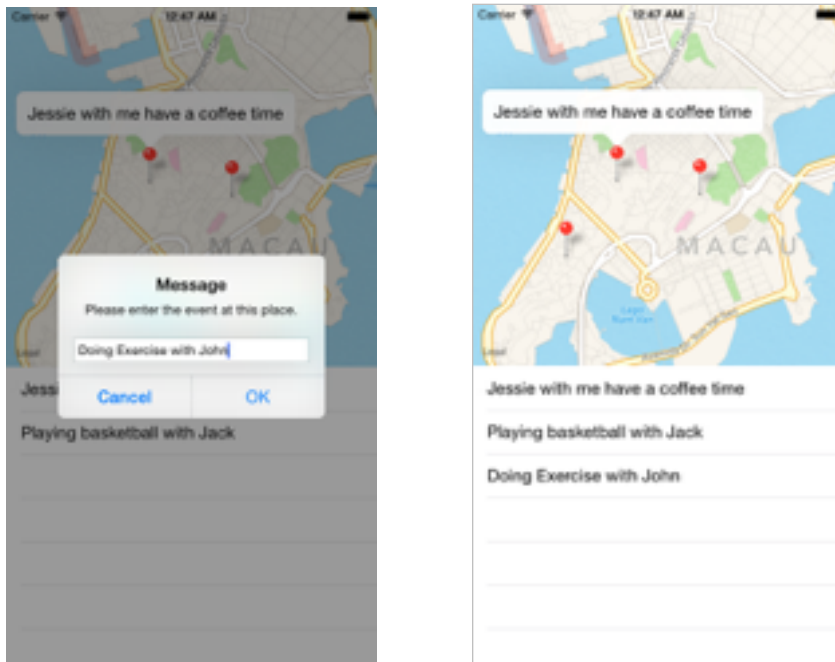 Carrier 12:47 AM
Jessie with me have a coffee time
MACAU
Message
Please enter the event at this place.
Doing Exercise with John
Cancel OK
Legal
Jessi
Playing basketball with Jack
Carrier 12:47 AM
Jessie with me have a coffee time
MACAU
Legal
Jessie with me have a coffee time
Playing basketball with Jack
Doing Exercise with John